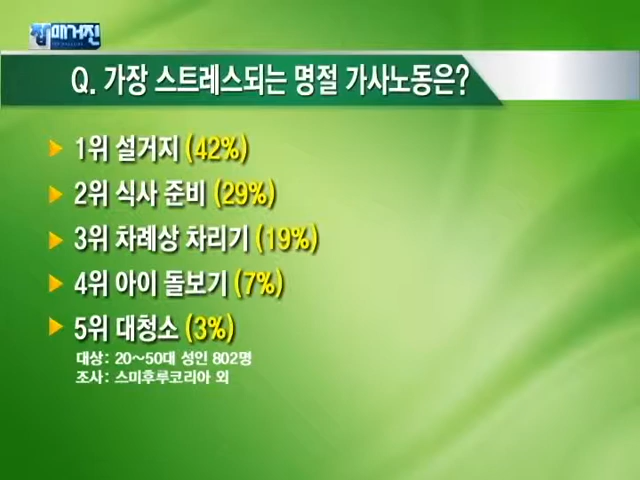 잡매거진
Q. 가장 스트레스되는 명절 가사노동은?
1위 설거지 (42%)
2위 식사 준비 (29%)
3위 차례상 차리기 (19%)
4위 아이 돌보기 (7%)
5위 대청소 (3%)
대상: 20~50대 성인 802명
조사: 스미후루코리아 외